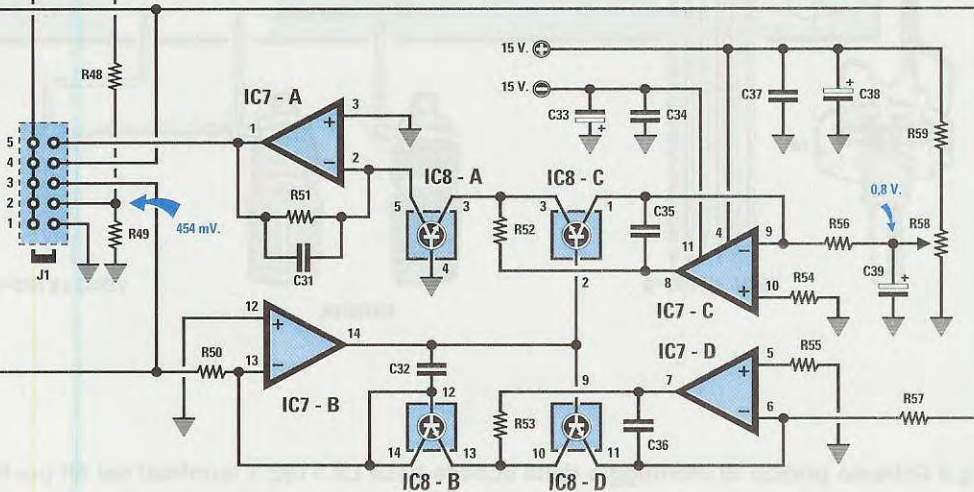 15 V.
15 V.
R48
IC7 - A
3
1
2
R51
C31
5
4
3
2
1
J1
454 mV.
R49
IC8 - A
5
3
4
IC8 - C
3
1
2
R52
C33
+
C34
C35
C37
C38
+
R59
0,8 V.
R56
R58
C39
+
4
11
9
8
10
R54
IC7 - C
12
13
14
R50
IC7 - B
C32
12
14
13
IC8 - B
R53
9
10
11
IC8 - D
C36
IC7 - D
7
5
6
R55
R57